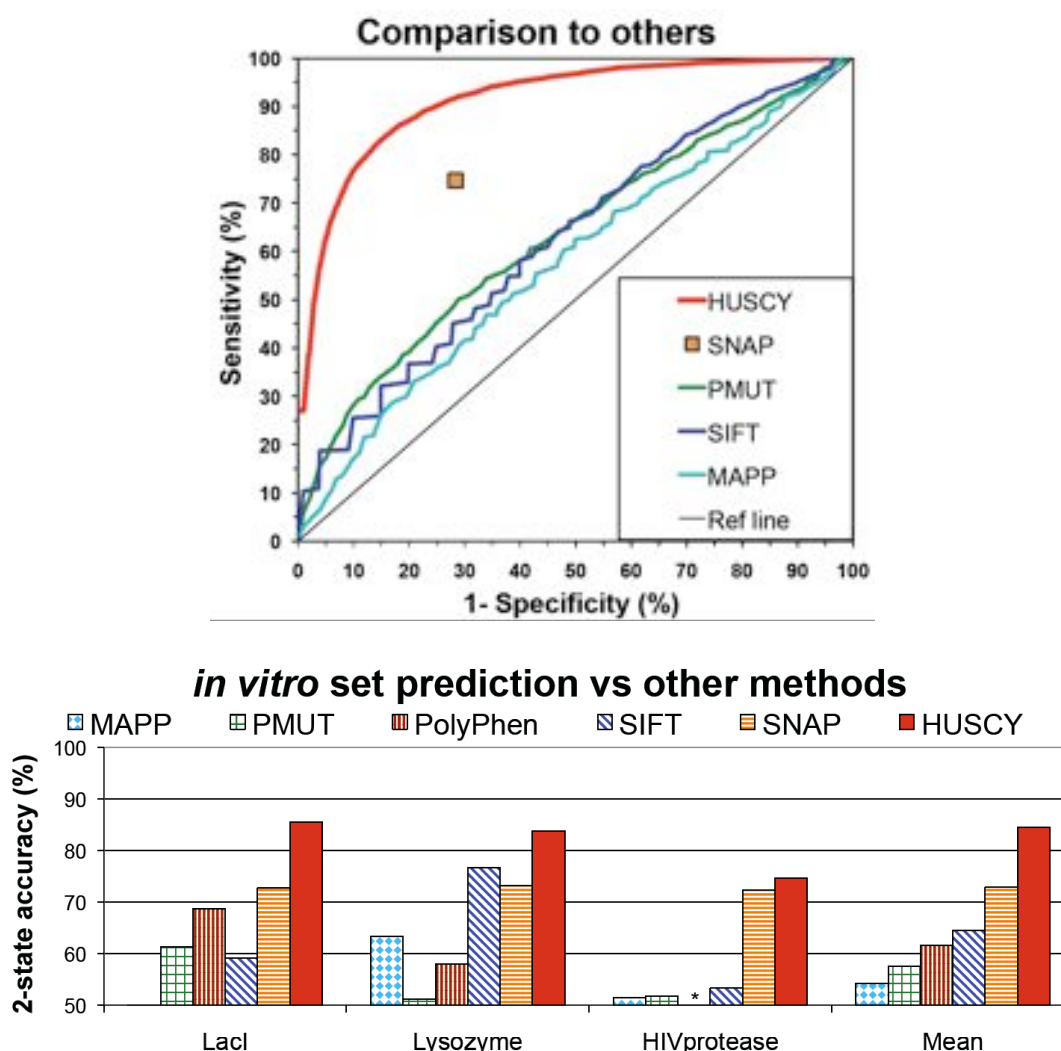 Comparison to others
100
90
80
70
60
50
40
30
20
10
0
Sensitivity (%)
HUSCY
SNAP
PMUT
SIFT
MAPP
Ref line
0 10 20 30 40 50 60 70 80 90 100
1- Specificity (%)
in vitro set prediction vs other methods
MAPP PMUT PolyPhen SIFT SNAP HUSCY
2-state accuracy (%)
100
90
80
70
60
50
*
LacI Lysozyme HIVprotease Mean